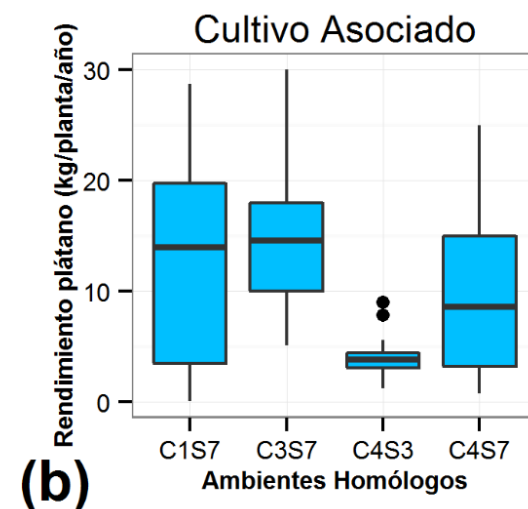 Cultivo Asociado
Rendimiento plátano (kg/planta/año)
30
20
10
0
C1S7 C3S7 C4S3 C4S7
Ambientes Homólogos
(b)